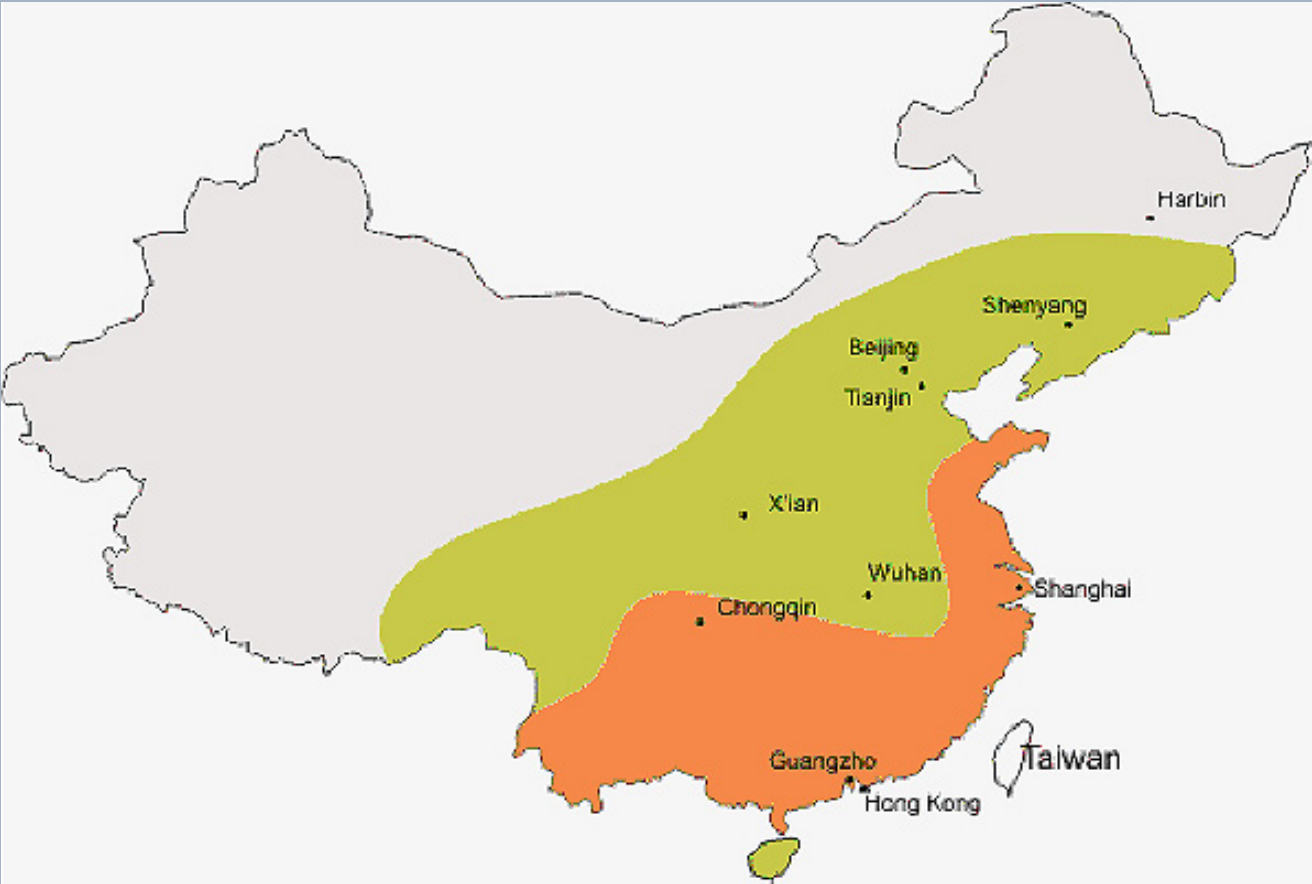 Harbin
Shenyang
Beijing
Tianjin
X'ian
Wuhan
Shanghai
Chongqin
Taiwan
Guangzho
Hong Kong